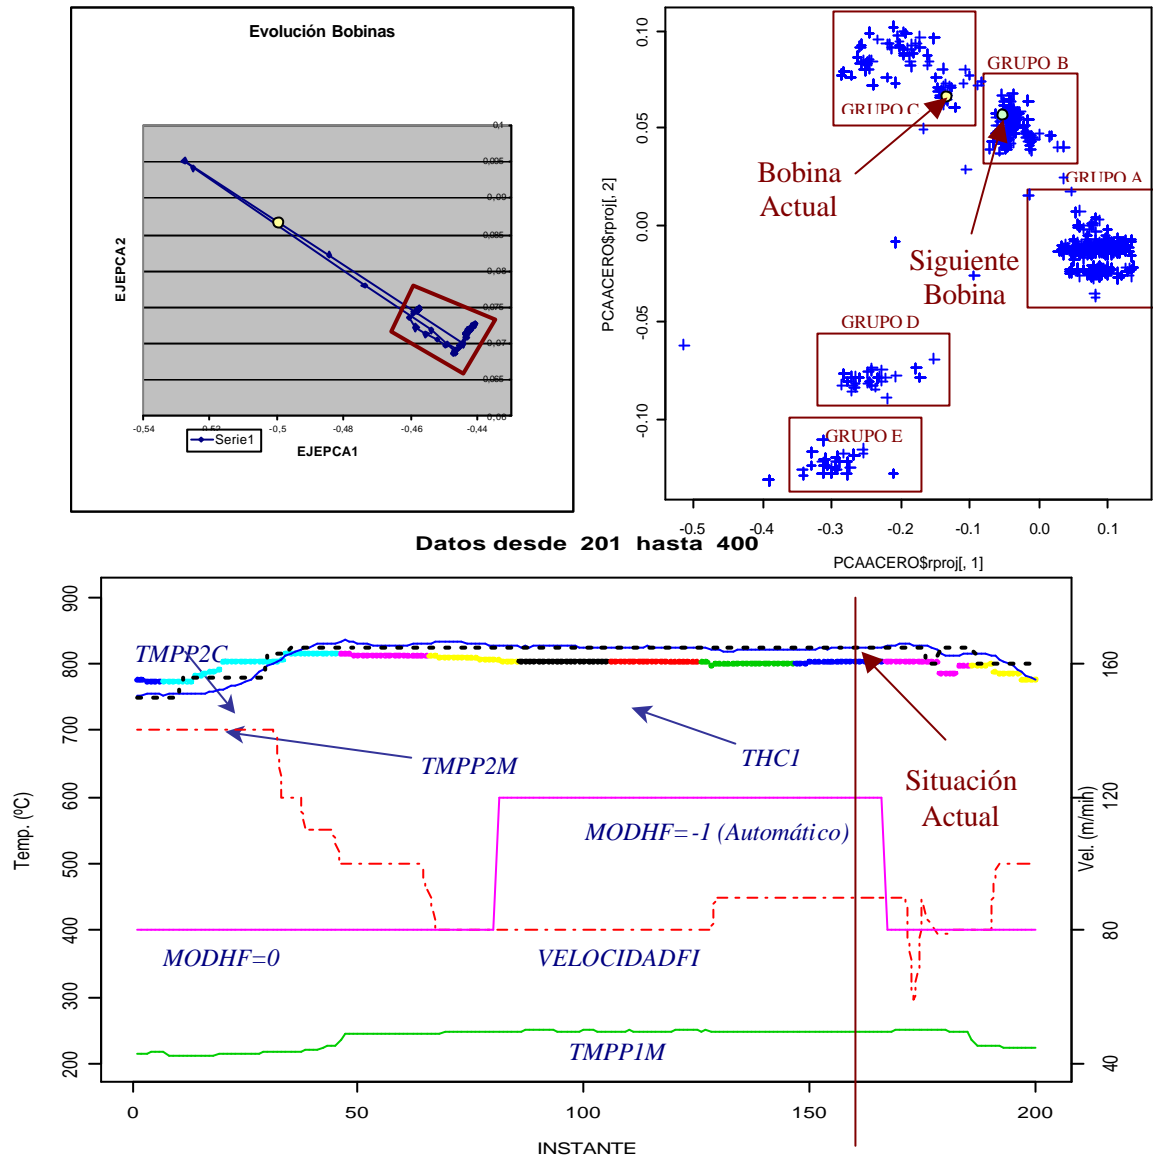 Evolución Bobinas
0,1
0,095
0,09
0,085
0,08
0,075
0,07
0,065
0,06
-0,54
-0,52
-0,5
-0,48
-0,46
-0,44
EJEPCA2
EJEPCA1
Serie1
0.10
0.05
0.00
-0.05
-0.10
PCAACERO$rproj[, 2]
GRUPO B
GRUPO C
GRUPO A
Bobina
Actual
Siguiente
Bobina
GRUPO D
GRUPO E
-0.5
-0.4
-0.3
-0.2
-0.1
0.0
0.1
PCAACERO$rproj[, 1]
Datos desde 201 hasta 400
900
800
700
600
500
400
300
200
Temp. (ºC)
160
120
80
40
Vel. (m/min)
TMPP2C
TMPP2M
THC1
Situación
Actual
MODHF=-1 (Automático)
MODHF=0
VELOCIDADFI
TMPP1M
0
50
100
150
200
INSTANTE